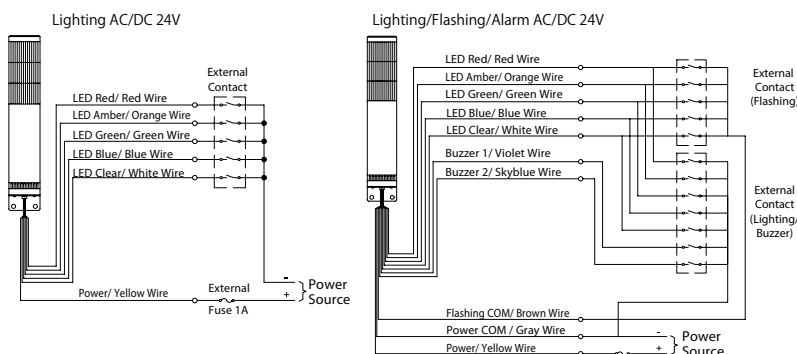 Lighting AC/DC 24V
External
Contact
LED Red/ Red Wire
LED Amber/ Orange Wire
LED Green/ Green Wire
LED Blue/ Blue Wire
LED Clear/ White Wire
Power/ Yellow Wire
External
Fuse 1A
-
+
Power
Source
Lighting/Flashing/Alarm AC/DC 24V
LED Red/ Red Wire
LED Amber/ Orange Wire
LED Green/ Green Wire
LED Blue/ Blue Wire
LED Clear/ White Wire
Buzzer 1/ Violet Wire
Buzzer 2/ Skyblue Wire
External
Contact
(Flashing)
External
Contact
(Lighting/
Buzzer)
Flashing COM/ Brown Wire
Power COM / Gray Wire
Power/ Yellow Wire
-
+
Power
Source